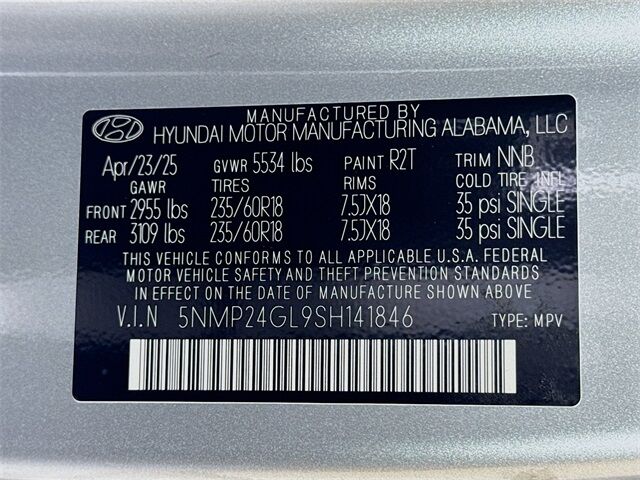 MANUFACTURED BY
HYUNDAI MOTOR MANUFACTURING ALABAMA, LLC
Apr/23/25 GVWR 5534 lbs PAINT R2T TRIM NNB
GAWR TIRES RIMS COLD TIRE INFL
FRONT 2955 lbs 235/60R18 7.5JX18 35 psi SINGLE
REAR 3109 lbs 235/60R18 7.5JX18 35 psi SINGLE
THIS VEHICLE CONFORMS TO ALL APPLICABLE U.S.A. FEDERAL
MOTOR VEHICLE SAFETY AND THEFT PREVENTION STANDARDS
IN EFFECT ON THE DATE OF MANUFACTURE SHOWN ABOVE
V.I.N 5NMP24GL9SH141846 TYPE: MPV